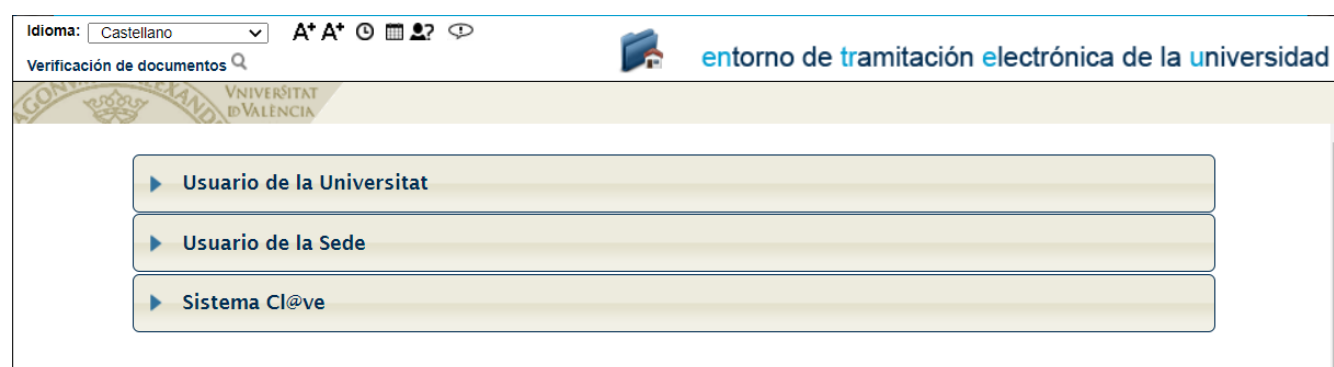 Idioma: Castellano A+ A+
Verificación de documentos
entorno de tramitación electrónica de la universidad
VNIVERSITAT
D VALÈNCIA
Usuario de la Universitat
Usuario de la Sede
Sistema Cl@ve